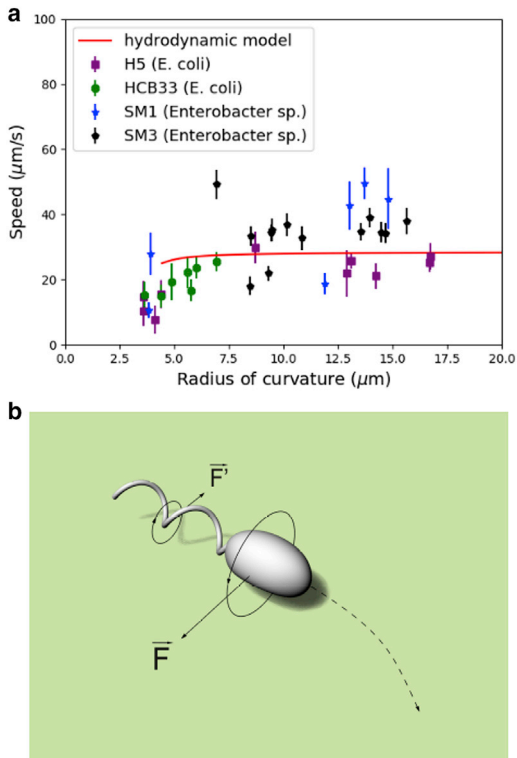 a
100
80
60
40
20
0
Speed (μm/s)
hydrodynamic model
H5 (E. coli)
HCB33 (E. coli)
SM1 (Enterobacter sp.)
SM3 (Enterobacter sp.)
0.0 2.5 5.0 7.5 10.0 12.5 15.0 17.5 20.0
Radius of curvature (μm)
b
F'
F